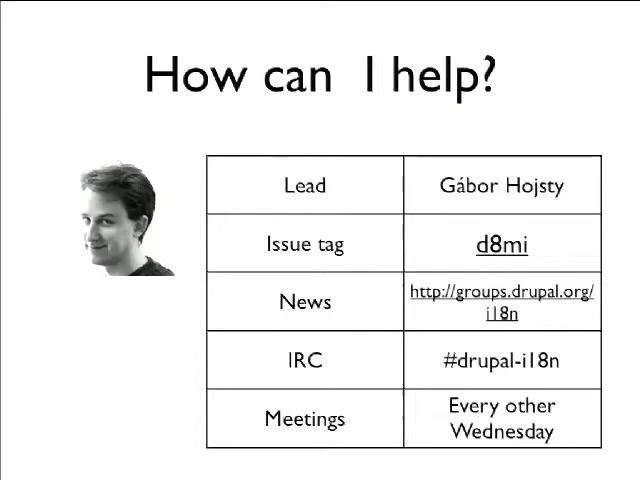 How can I help?
Lead Gábor Hojsty
Issue tag d8mi
News http://groups.drupal.org/
i18n
IRC #drupal-i18n
Meetings Every other
Wednesday